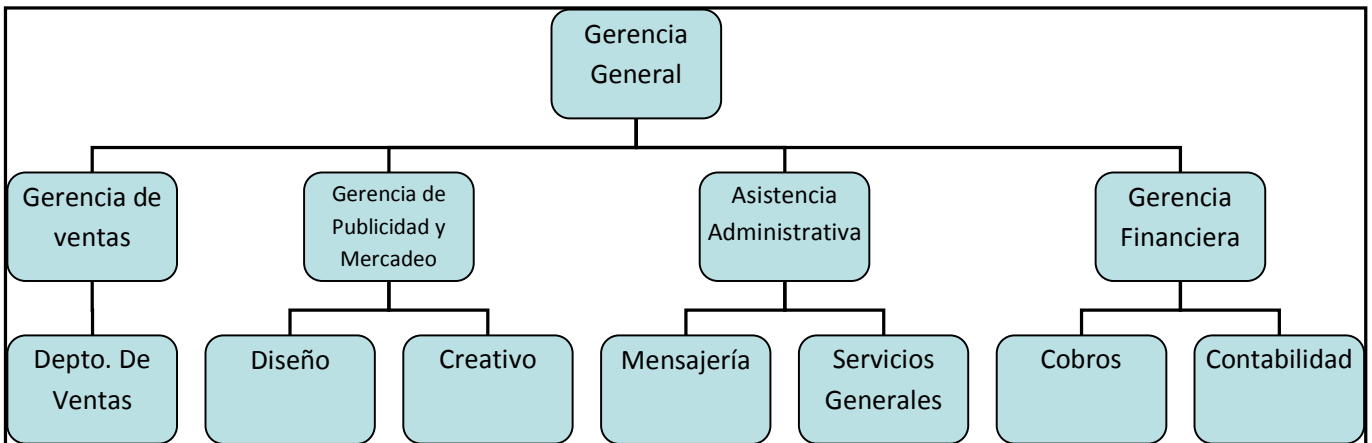 Gerencia
General
Gerencia de
ventas
Gerencia de
Publicidad y
Mercadeo
Asistencia
Administrativa
Gerencia
Financiera
Depto. De
Ventas
Diseño
Creativo
Mensajería
Servicios
Generales
Cobros
Contabilidad